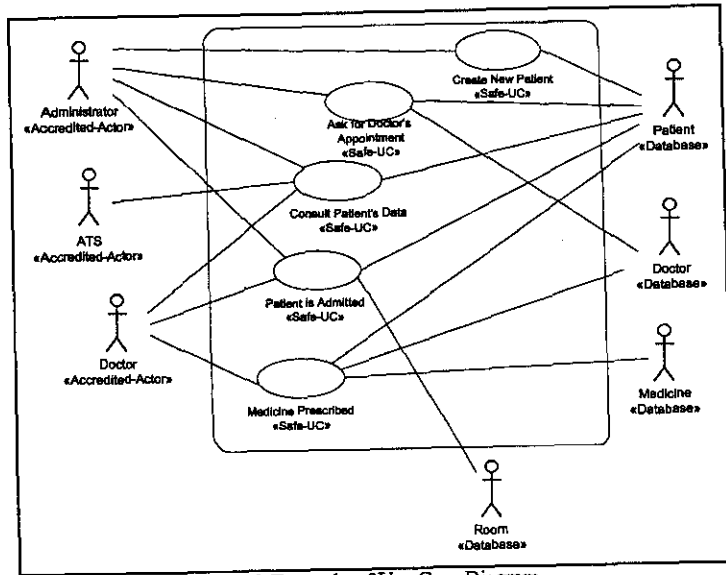 Administrator
«Accredited-Actor»
ATS
«Accredited-Actor»
Doctor
«Accredited-Actor»
Create New Patient
«Safe-UC»
Ask for Doctor's
Appointment
«Safe-UC»
Consult Patient's Data
«Safe-UC»
Patient is Admitted
«Safe-UC»
Medicine Prescribed
«Safe-UC»
Patient
«Database»
Doctor
«Database»
Medicine
«Database»
Room
«Database»